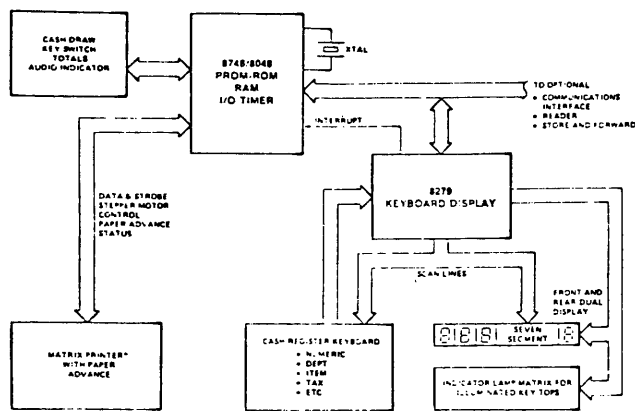 CASH DRAW
KEY SWITCH
TOTALS
AUDIO INDICATOR
8748/8048
PROM-ROM
RAM
I/O TIMER
XTAL
TO OPTIONAL
• COMMUNICATIONS
INTERFACE
• READER
• STORE AND FORWARD
INTERRUPT
8279
KEYBOARD DISPLAY
DATA & STROBE
STEPPER MOTOR
CONTROL
PAPER ADVANCE
STATUS
SCAN LINES
FRONT AND
REAR DUAL
DISPLAY
MATRIX PRINTER*
WITH PAPER
ADVANCE
CASH REGISTER KEYBOARD
• NUMERIC
• DEPT
• ITEM
• TAX
• ETC
SEVEN
SEGMENT
INDICATOR LAMP MATRIX FOR
ILLUMINATED KEY TOPS